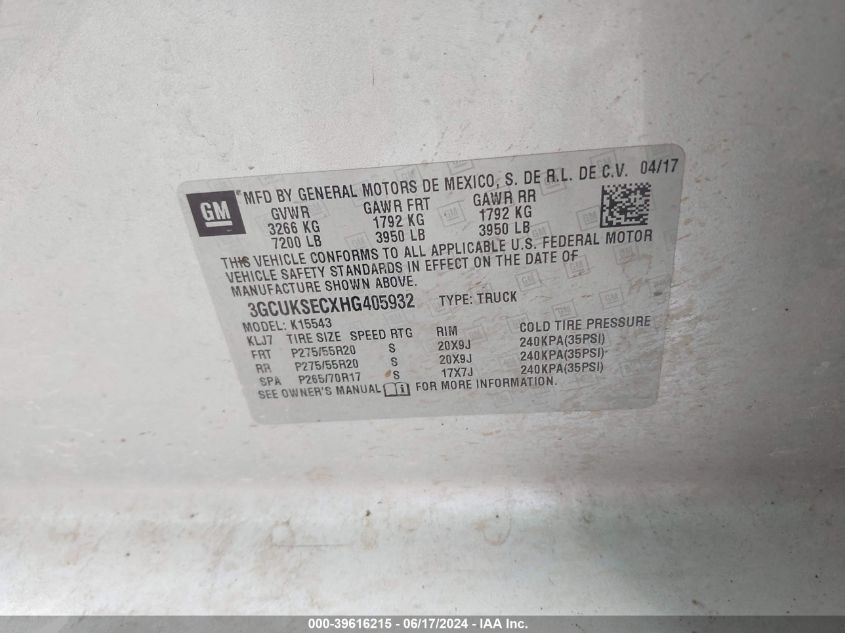 GM
MFD BY GENERAL MOTORS DE MEXICO, S. DE R.L. DE C.V. 04/17
GVWR GAWR FRT GAWR RR
3266 KG 1792 KG 1792 KG
7200 LB 3950 LB 3950 LB
THIS VEHICLE CONFORMS TO ALL APPLICABLE U.S. FEDERAL MOTOR
VEHICLE SAFETY STANDARDS IN EFFECT ON THE DATE OF
MANUFACTURE SHOWN ABOVE.
3GCUKSECXHG405932 TYPE: TRUCK
MODEL: K15543
KLJ7 TIRE SIZE SPEED RTG RIM COLD TIRE PRESSURE
FRT P275/55R20 S 20X9J 240KPA(35PSI)
RR P275/55R20 S 20X9J 240KPA(35PSI)
SPA P265/70R17 S 17X7J 240KPA(35PSI)
SEE OWNER'S MANUAL FOR MORE INFORMATION.
000-39616215 - 06/17/2024 - IAA Inc.